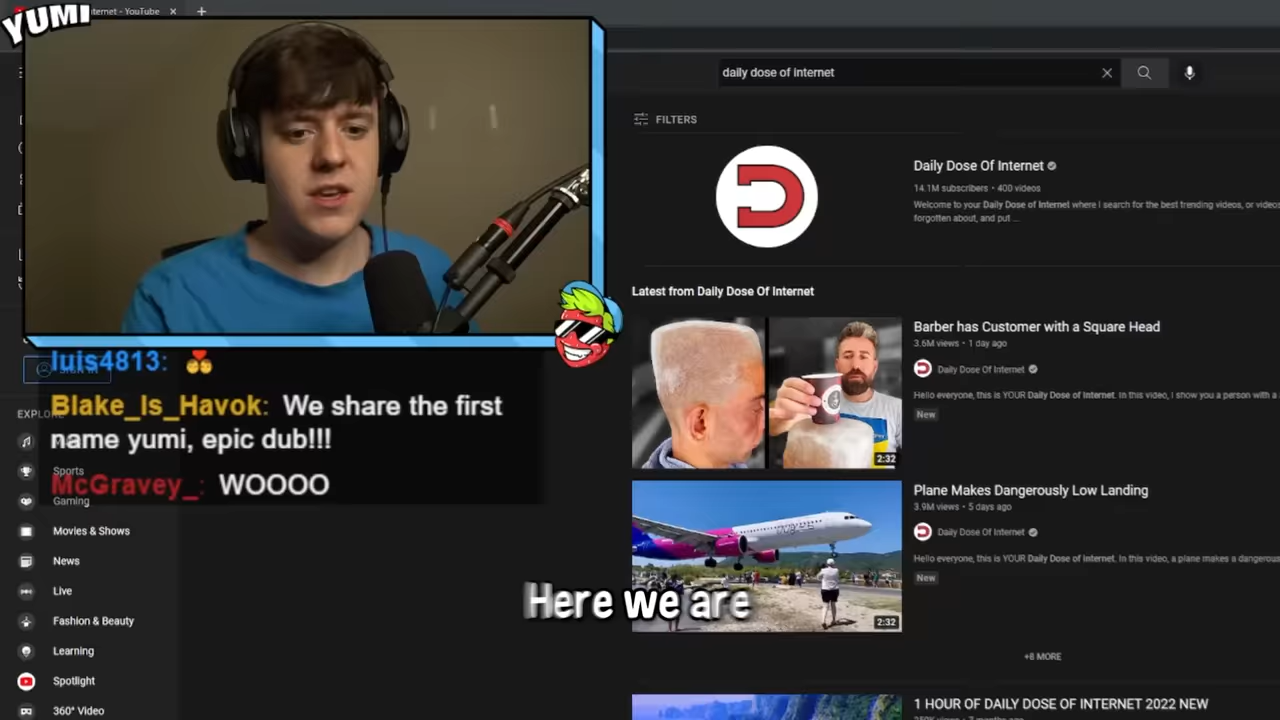 YUMI
nternet - YouTube
daily dose of internet
FILTERS
Daily Dose Of Internet
14.1M subscribers • 400 videos
Welcome to your Daily Dose of Internet where I search for the best trending videos, or videos
forgotten about, and put ...
Latest from Daily Dose Of Internet
Barber has Customer with a Square Head
3.6M views • 1 day ago
Daily Dose Of Internet
Hello everyone, this is YOUR Daily Dose of Internet. In this video, I show you a person with a
New
2:32
Plane Makes Dangerously Low Landing
3.9M views • 5 days ago
Daily Dose Of Internet
Hello everyone, this is YOUR Daily Dose of Internet. In this video, a plane makes a dangerous
New
2:32
+8 MORE
1 HOUR OF DAILY DOSE OF INTERNET 2022 NEW
luis4813:
Blake_Is_Havok: We share the first
name yumi, epic dub!!!
McGravey_: WOOOO
EXPLO
Sports
Gaming
Movies & Shows
News
Live
Fashion & Beauty
Learning
Spotlight
360° Video
Here we are